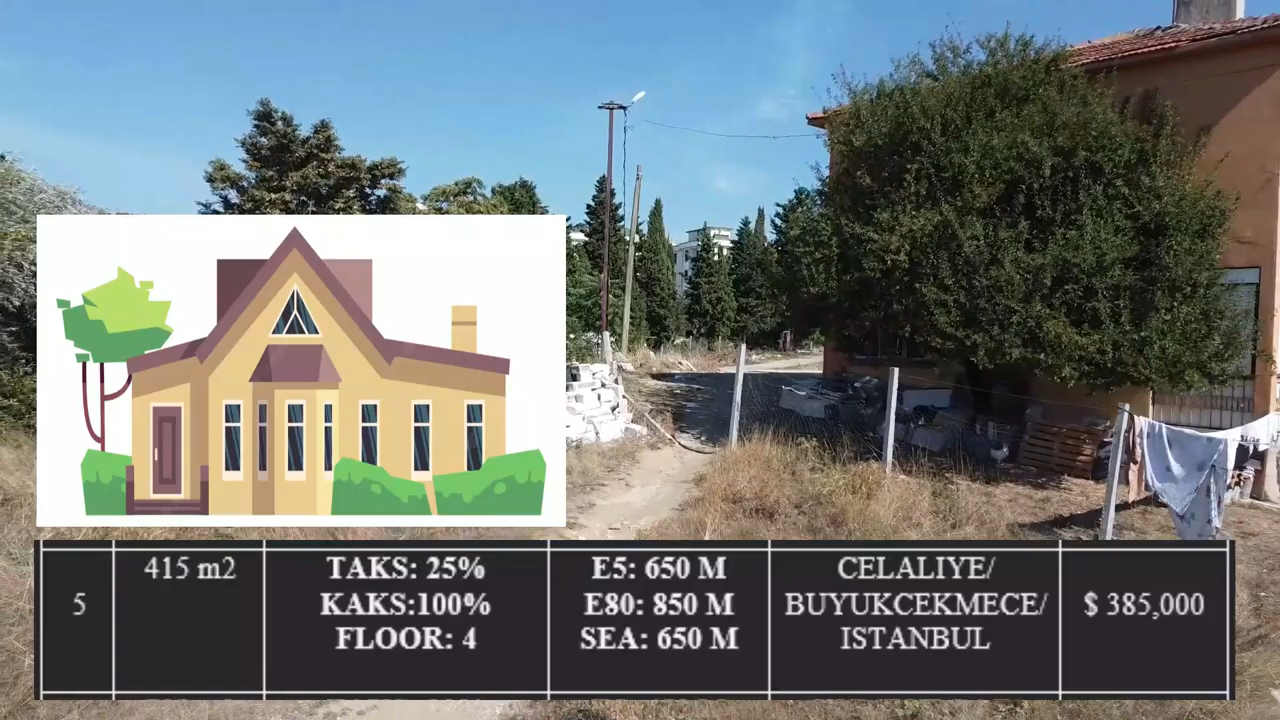 5
415 m2
TAKS: 25%
KAKS:100%
FLOOR: 4
E5: 650 M
E80: 850 M
SEA: 650 M
CELALIYE/
BUYUKCEKMECE/
ISTANBUL
$ 385,000